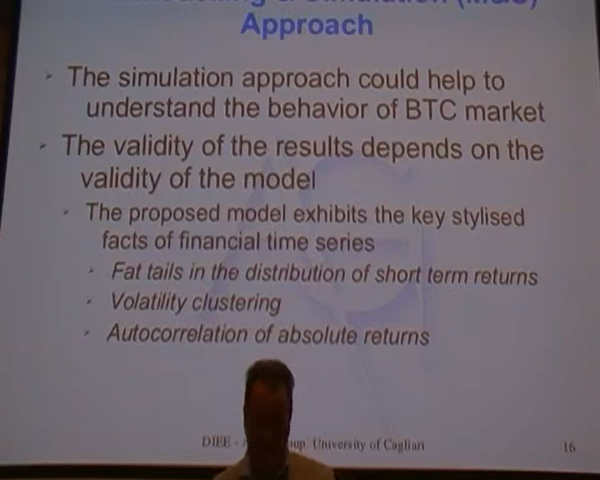 Simulation (M&S)
Approach
The simulation approach could help to
understand the behavior of BTC market
The validity of the results depends on the
validity of the model
The proposed model exhibits the key stylised
facts of financial time series
Fat tails in the distribution of short term returns
Volatility clustering
Autocorrelation of absolute returns
DIEE - University of Cagliari
16